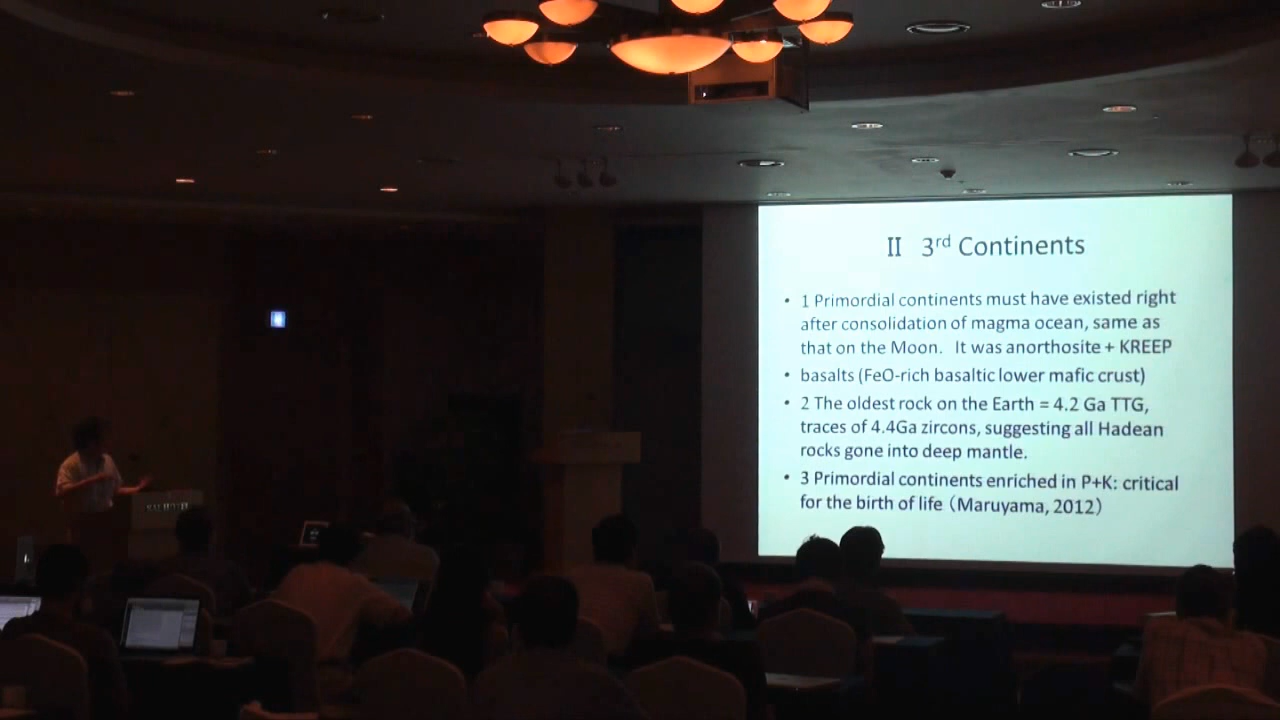 II 3rd Continents
• 1 Primordial continents must have existed right
after consolidation of magma ocean, same as
that on the Moon. It was anorthosite + KREEP
• basalts (FeO-rich basaltic lower mafic crust)
• 2 The oldest rock on the Earth = 4.2 Ga TTG,
traces of 4.4Ga zircons, suggesting all Hadean
rocks gone into deep mantle.
• 3 Primordial continents enriched in P+K: critical
for the birth of life（Maruyama, 2012）